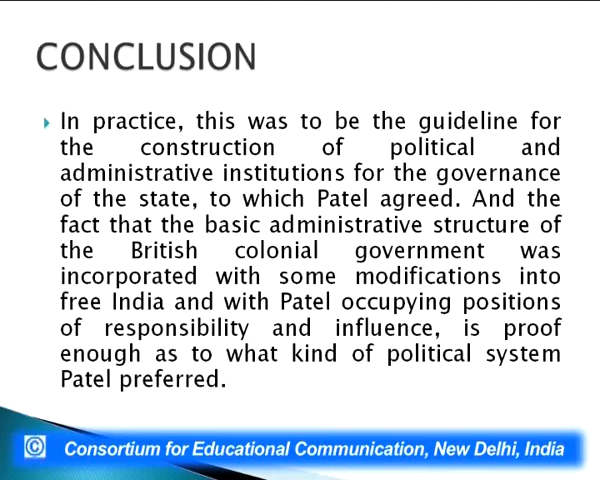 CONCLUSION
In practice, this was to be the guideline for
the construction of political and
administrative institutions for the governance
of the state, to which Patel agreed. And the
fact that the basic administrative structure of
the British colonial government was
incorporated with some modifications into
free India and with Patel occupying positions
of responsibility and influence, is proof
enough as to what kind of political system
Patel preferred.
© Consortium for Educational Communication, New Delhi, India